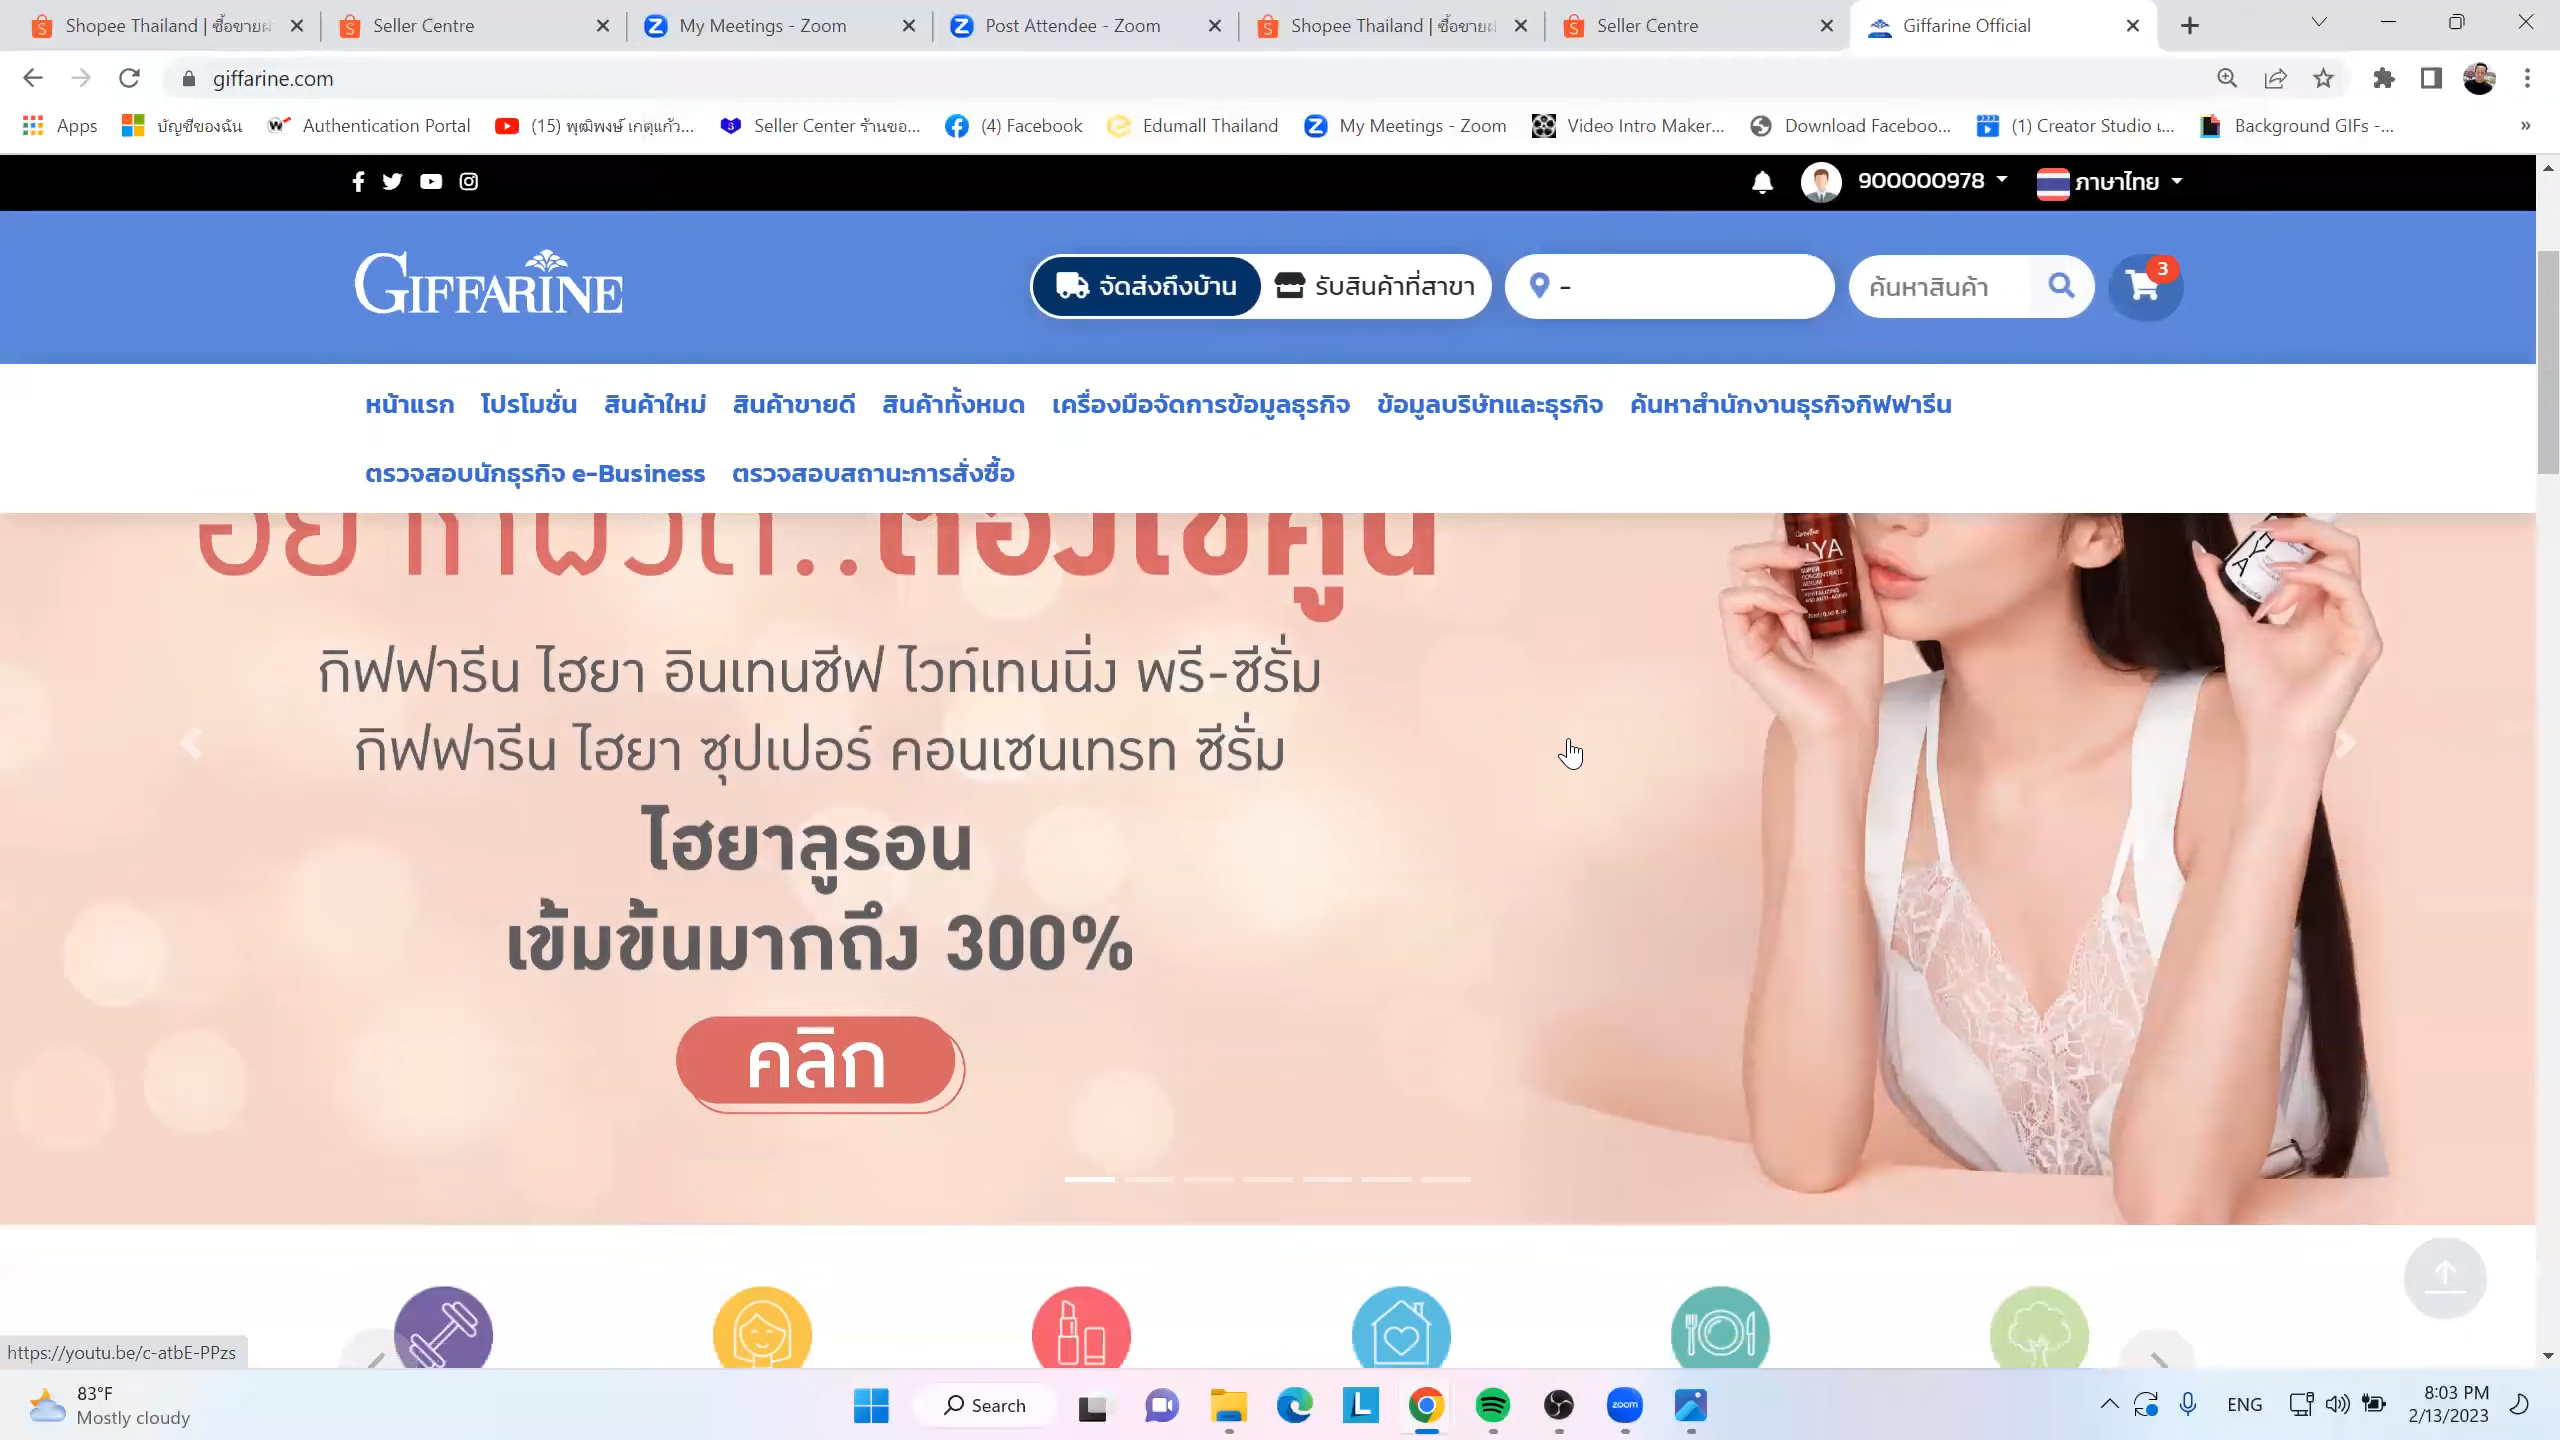 Shopee Thailand | ซื้อขายผ่
Seller Centre
My Meetings - Zoom
Post Attendee - Zoom
Shopee Thailand | ซื้อขายผ่
Seller Centre
Giffarine Official
giffarine.com
Apps
บัญชีของฉัน
Authentication Portal
(15) พุฒิพงษ์ เกตุแก้ว...
Seller Center ร้านขอ...
(4) Facebook
Edumall Thailand
My Meetings - Zoom
Video Intro Maker...
Download Faceboo...
(1) Creator Studio เ...
Background GIFs -...
900000978
ภาษาไทย
GIFFARINE
จัดส่งถึงบ้าน
รับสินค้าที่สาขา
-
ค้นหาสินค้า
3
หน้าแรก
โปรโมชั่น
สินค้าใหม่
สินค้าขายดี
สินค้าทั้งหมด
เครื่องมือจัดการข้อมูลธุรกิจ
ข้อมูลบริษัทและธุรกิจ
ค้นหาสำนักงานธุรกิจกิฟฟารีน
ตรวจสอบนักธุรกิจ e-Business
ตรวจสอบสถานะการสั่งซื้อ
กิฟฟารีน ไฮยา อินเทนซีฟ ไวท์เทนนิ่ง พรี-ซีรั่ม
กิฟฟารีน ไฮยา ซุปเปอร์ คอนเซนเทรท ซีรั่ม
ไฮยาลูรอน
เข้มข้นมากถึง 300%
คลิก
https://youtu.be/c-atbE-PPzs
83°F
Mostly cloudy
Search
zoom
ENG
8:03 PM
2/13/2023